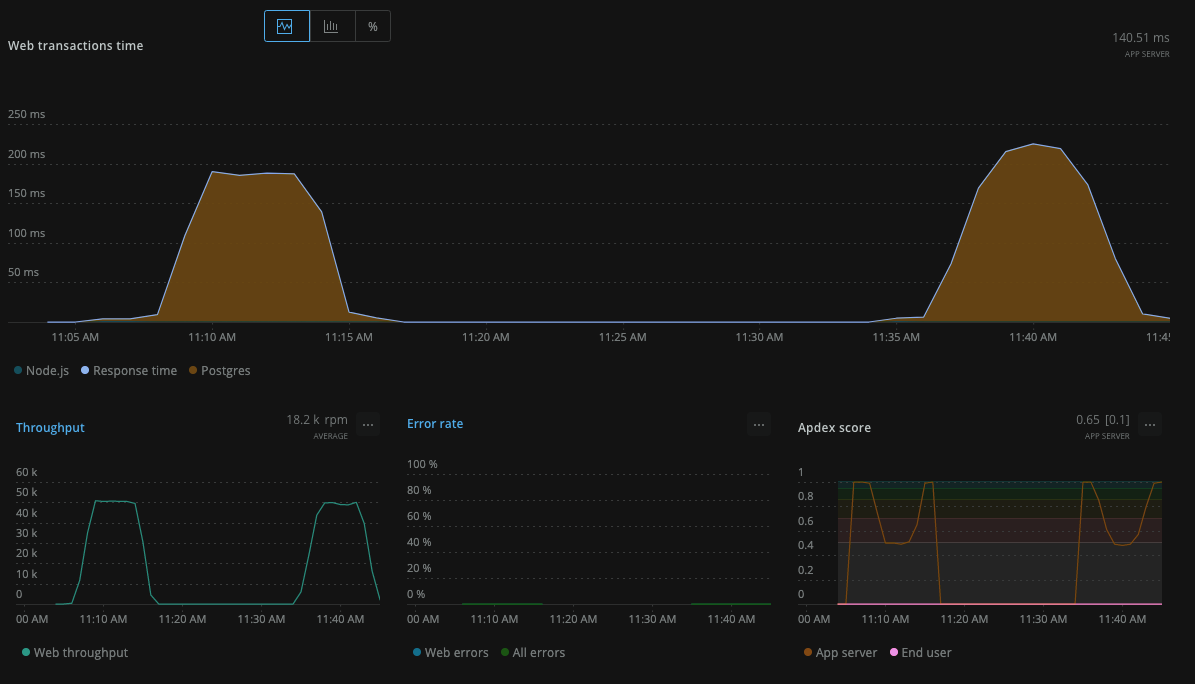 %
Web transactions time
140.51 ms
APP SERVER
250 ms
200 ms
150 ms
100 ms
50 ms
11:05 AM 11:10 AM 11:15 AM 11:20 AM 11:25 AM 11:30 AM 11:35 AM 11:40 AM 11:45
Node.js Response time Postgres
Throughput
18.2 k rpm
AVERAGE
...
60 k
50 k
40 k
30 k
20 k
10 k
0
00 AM 11:10 AM 11:20 AM 11:30 AM 11:40 AM
Web throughput
Error rate
...
100 %
80 %
60 %
40 %
20 %
0 %
00 AM 11:10 AM 11:20 AM 11:30 AM 11:40 AM
Web errors All errors
Apdex score
0.65 [0.1]
APP SERVER
...
1
0.8
0.6
0.4
0.2
0
00 AM 11:10 AM 11:20 AM 11:30 AM 11:40 AM
App server End user